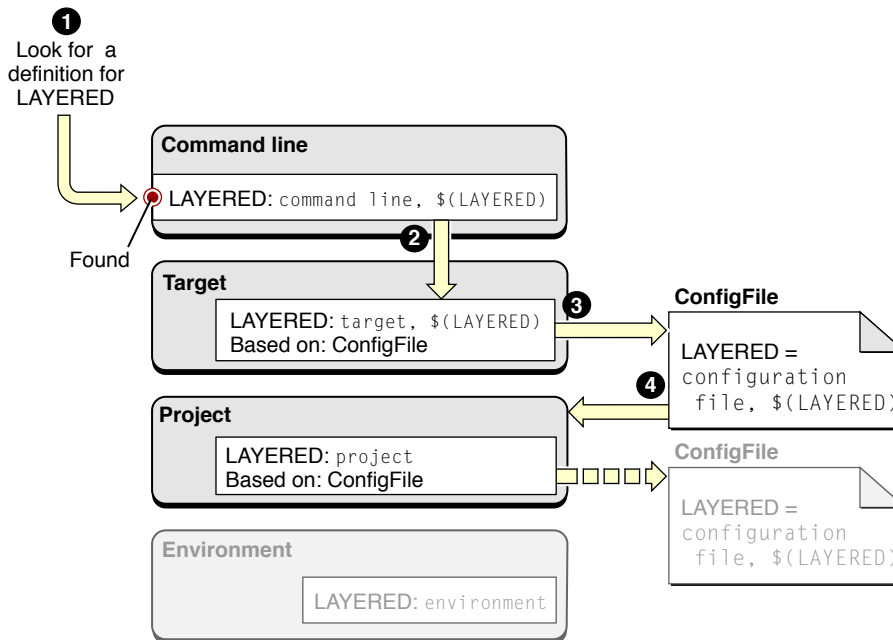 1
Look for a
definition for
LAYERED
Command line
LAYERED: command line, $(LAYERED)
Found
2
Target
LAYERED: target, $(LAYERED)
Based on: ConfigFile
3
ConfigFile
LAYERED =
configuration
file, $(LAYERED)
4
Project
LAYERED: project
Based on: ConfigFile
ConfigFile
LAYERED =
configuration
file, $(LAYERED)
Environment
LAYERED: environment